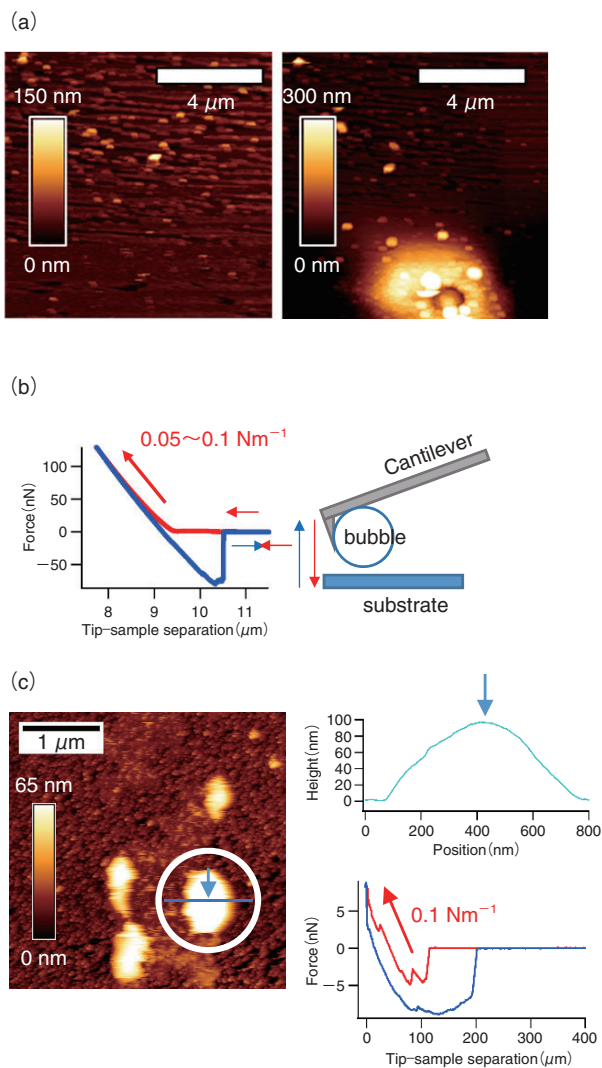 (a)
150 nm
4 μm
0 nm
300 nm
4 μm
0 nm
(b)
0.05～0.1 Nm⁻¹
100
50
0
−50
Force(nN)
8 9 10 11
Tip−sample separation(μm)
Cantilever
bubble
substrate
(c)
1 μm
65 nm
0 nm
100
80
60
40
20
0
Height(nm)
0 200 400 600 800
Position(nm)
0.1 Nm⁻¹
5
0
−5
Force(nN)
0 100 200 300 400
Tip−sample separation(μm)